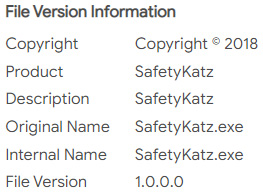 File Version Information
Copyright Copyright © 2018
Product SafetyKatz
Description SafetyKatz
Original Name SafetyKatz.exe
Internal Name SafetyKatz.exe
File Version 1.0.0.0